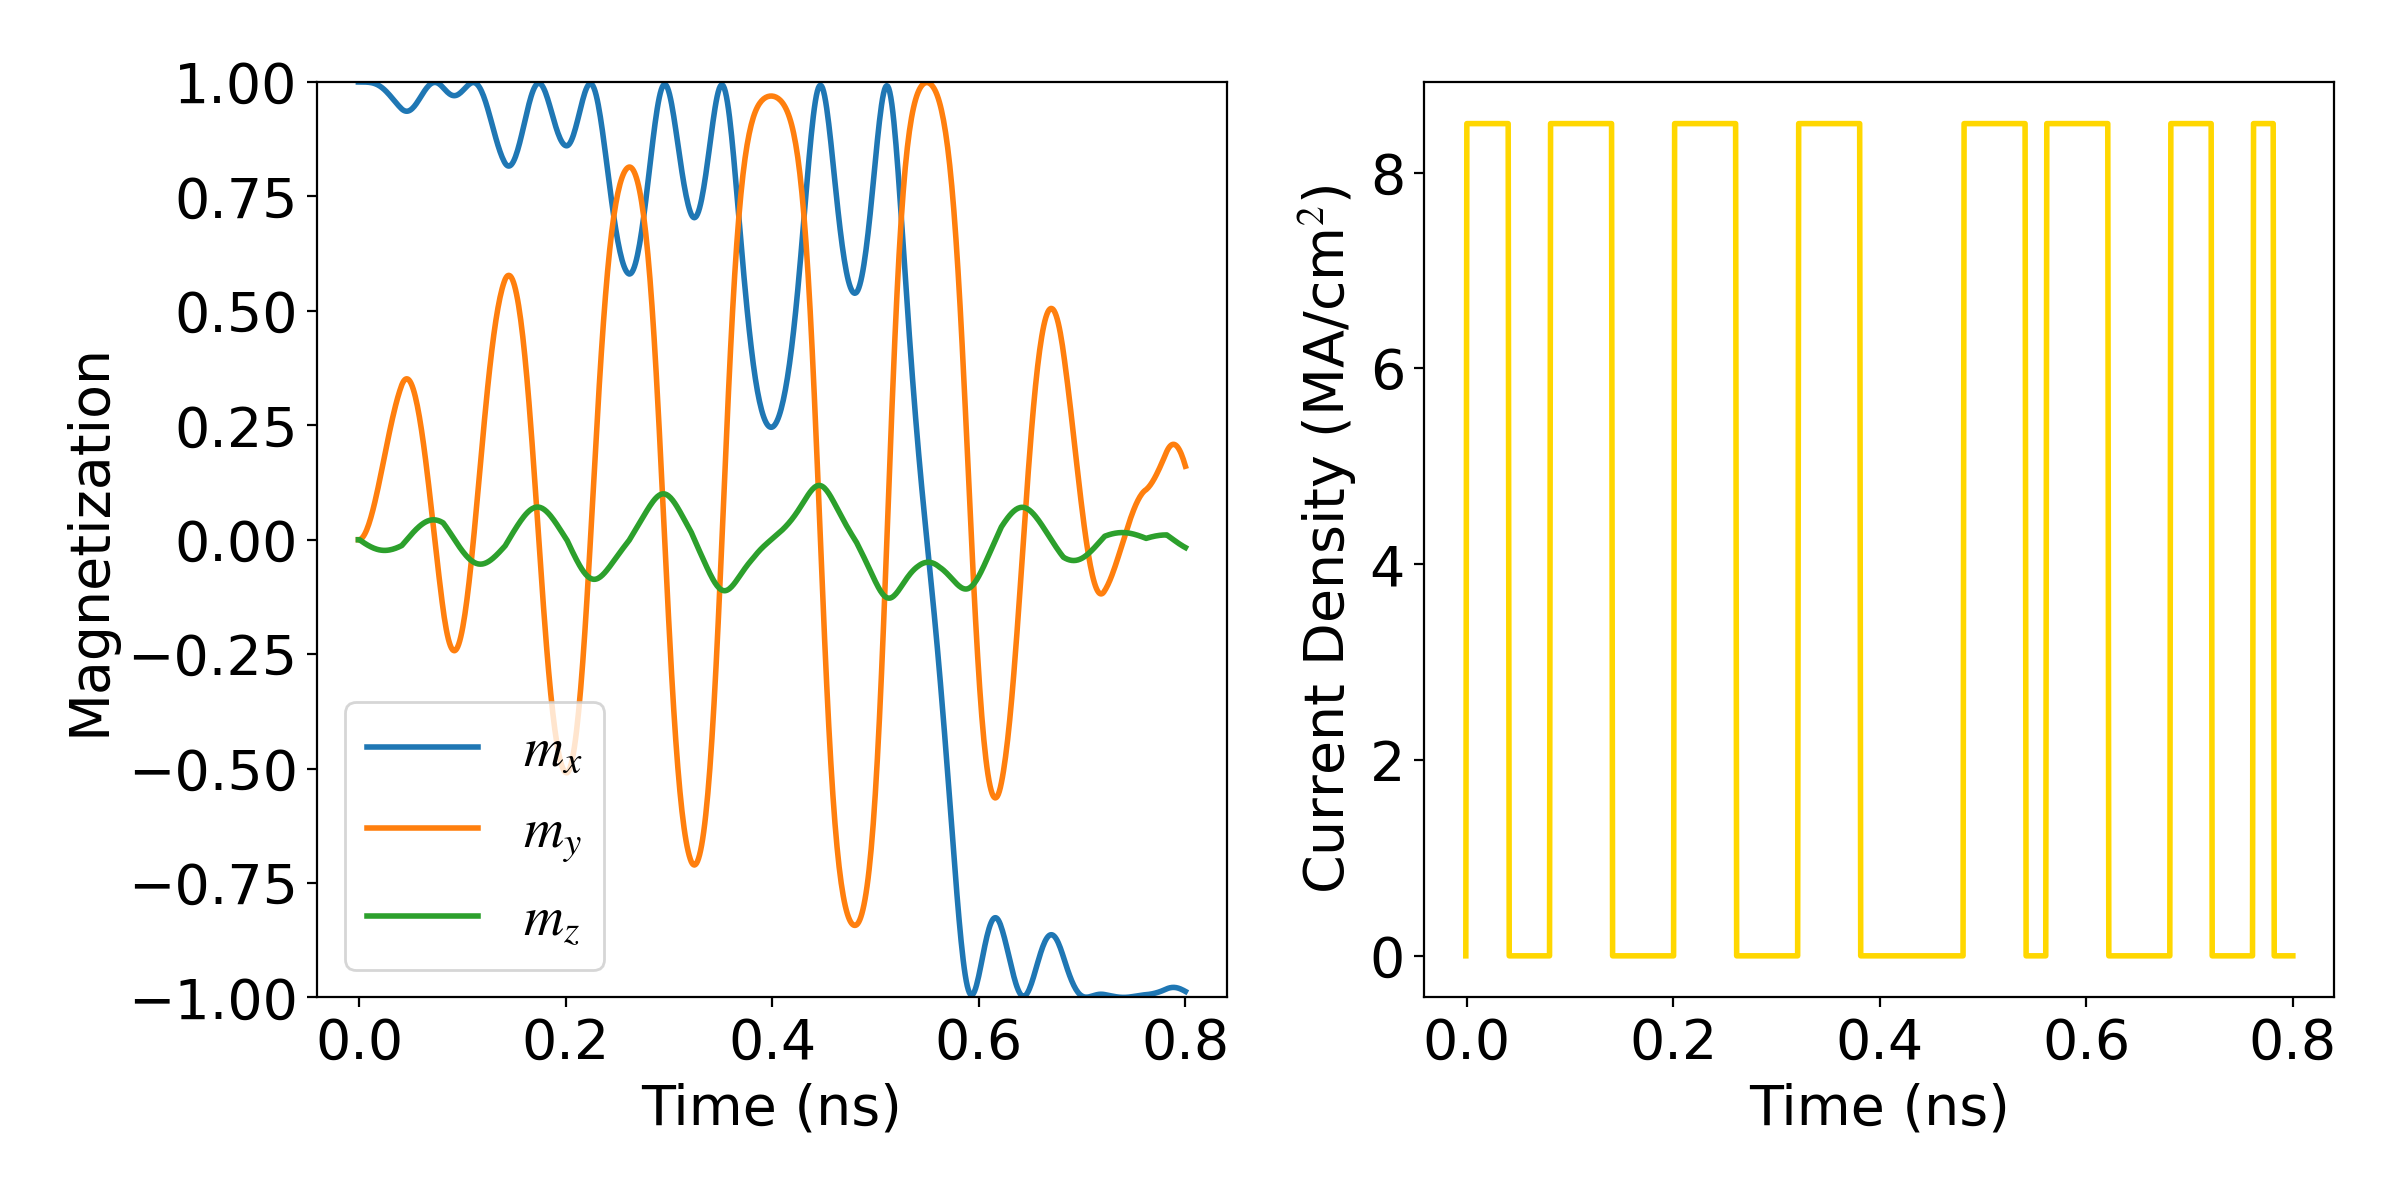 Magnetization
1.00
0.75
0.50
0.25
0.00
−0.25
−0.50
−0.75
−1.00
m_x
m_y
m_z
0.0 0.2 0.4 0.6 0.8
Time (ns)
Current Density (MA/cm²)
8
6
4
2
0
0.0 0.2 0.4 0.6 0.8
Time (ns)